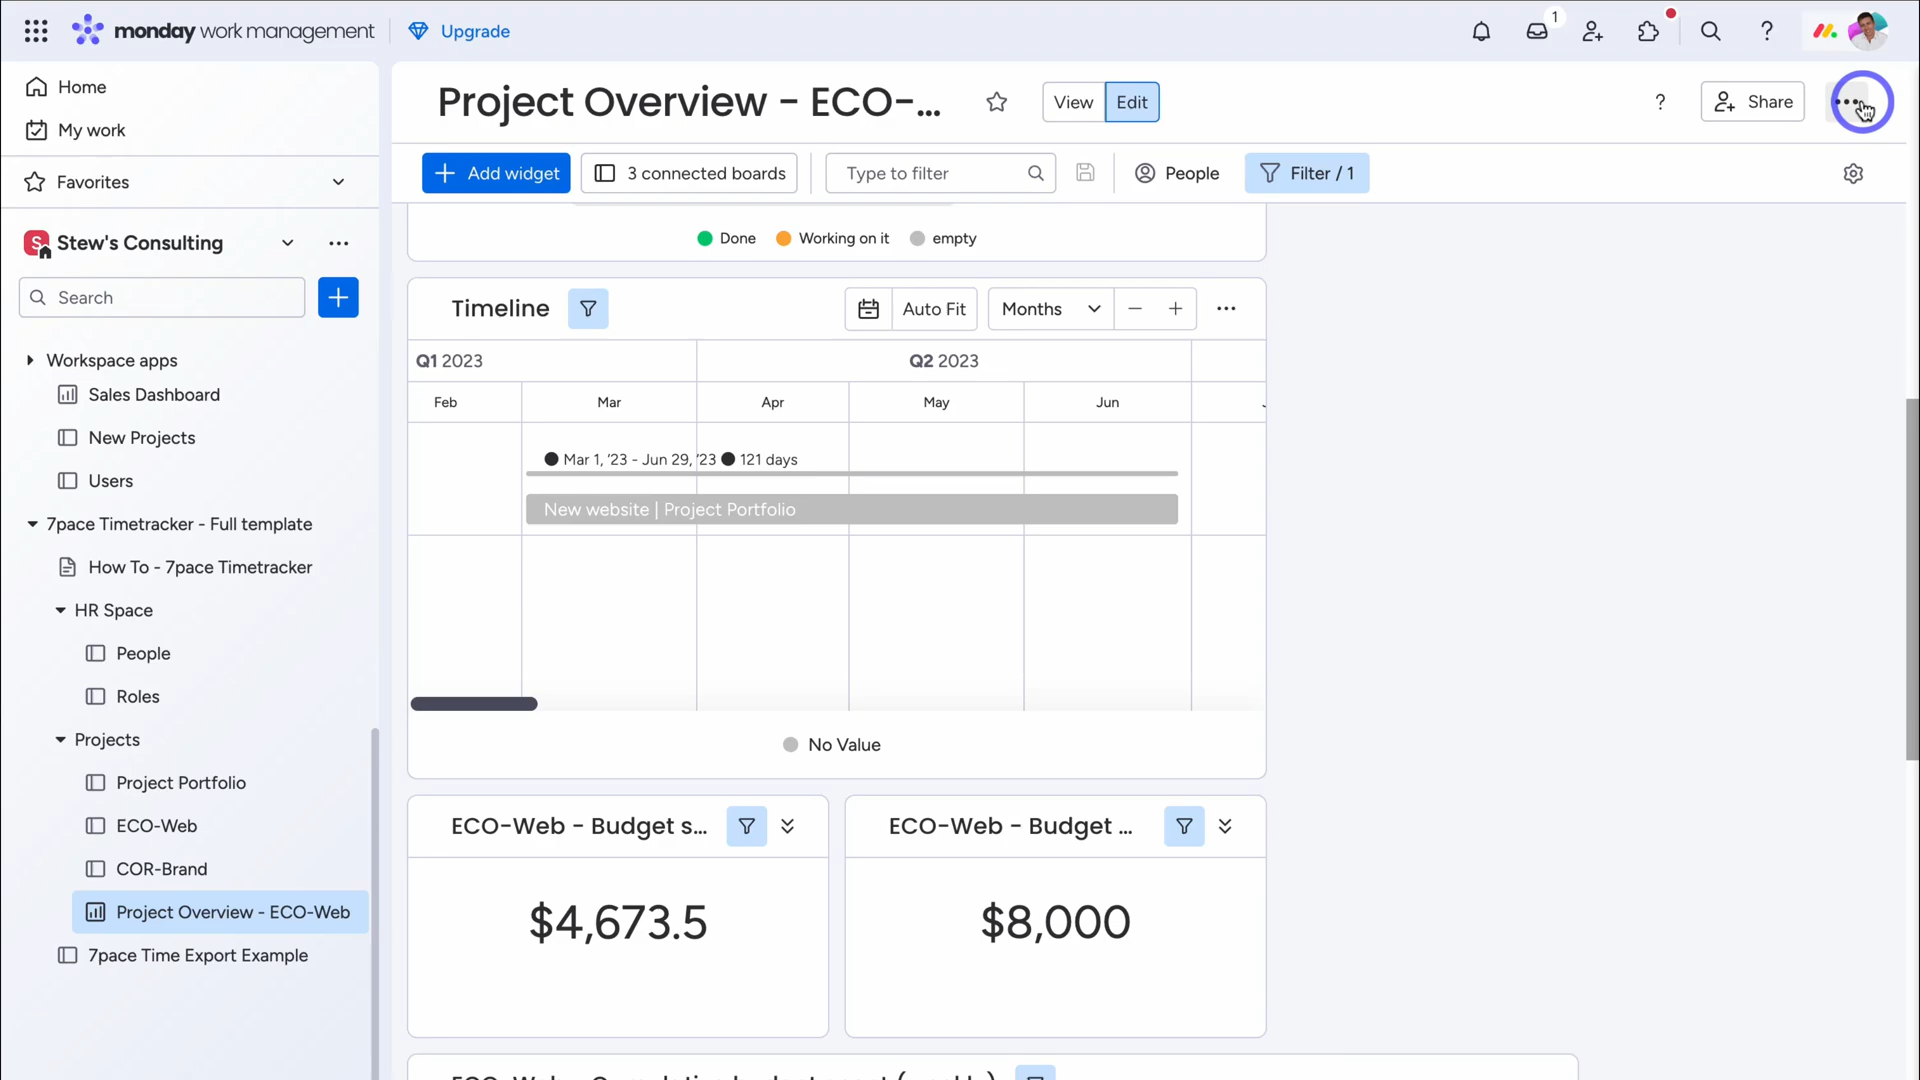 monday work management
Upgrade
1
Home
My work
Favorites
S Stew's Consulting
Search
Workspace apps
Sales Dashboard
New Projects
Users
7pace Timetracker - Full template
How To - 7pace Timetracker
HR Space
People
Roles
Projects
Project Portfolio
ECO-Web
COR-Brand
Project Overview - ECO-Web
7pace Time Export Example
Project Overview - ECO-...
View
Edit
?
Share
Add widget
3 connected boards
Type to filter
People
Filter / 1
Done
Working on it
empty
Timeline
Auto Fit
Months
Q1 2023
Q2 2023
Feb
Mar
Apr
May
Jun
Mar 1, '23 - Jun 29, '23 ● 121 days
New website | Project Portfolio
No Value
ECO-Web - Budget s...
ECO-Web - Budget ...
$4,673.5
$8,000